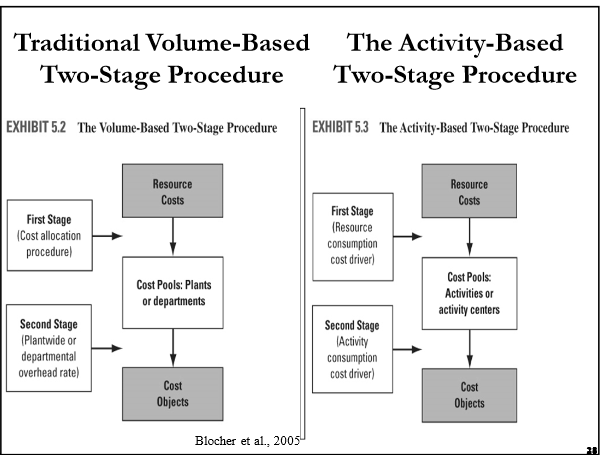 Traditional Volume-Based
Two-Stage Procedure
The Activity-Based
Two-Stage Procedure
EXHIBIT 5.2 The Volume-Based Two-Stage Procedure
Resource
Costs
First Stage
(Cost allocation
procedure)
Cost Pools: Plants
or departments
Second Stage
(Plantwide or
departmental
overhead rate)
Cost
Objects
EXHIBIT 5.3 The Activity-Based Two-Stage Procedure
Resource
Costs
First Stage
(Resource
consumption
cost driver)
Cost Pools:
Activities or
activity centers
Second Stage
(Activity
consumption
cost driver)
Cost
Objects
Blocher et al., 2005